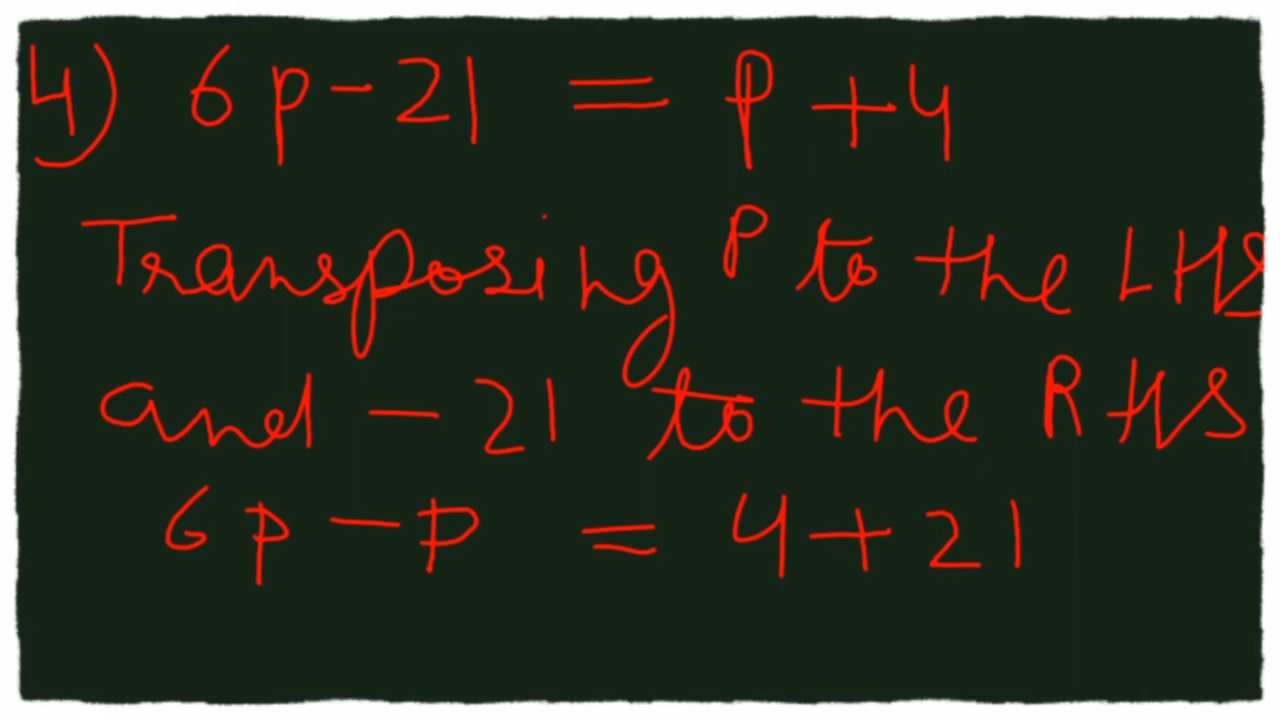 4) 6p - 21 = p + 4
Transposing p to the LHS
and - 21 to the RHS
6p - p = 4 + 21